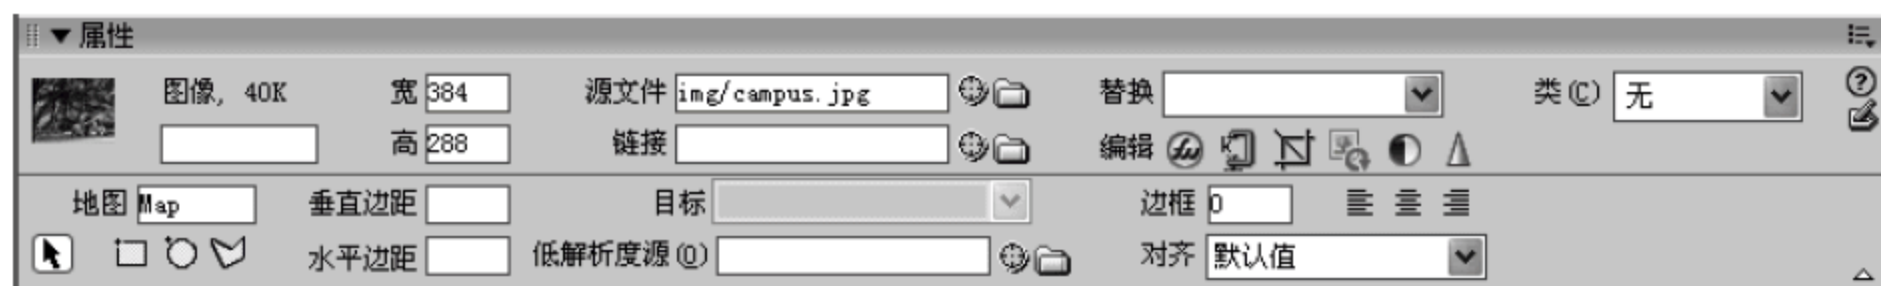 属性
图像, 40K 宽 384 源文件 img/campus.jpg 替换 类(C) 无
高 288 链接 编辑
地图 Map 垂直边距 目标 边框 0
水平边距 低解析度源(O) 对齐 默认值